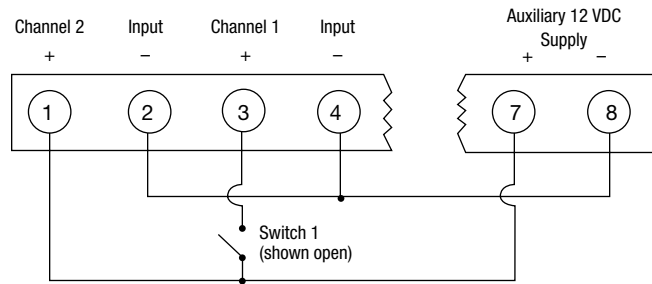 Channel 2 Input Channel 1 Input
+ – + –
Auxiliary 12 VDC
Supply
+ –
1 2 3 4 7 8
Switch 1
(shown open)